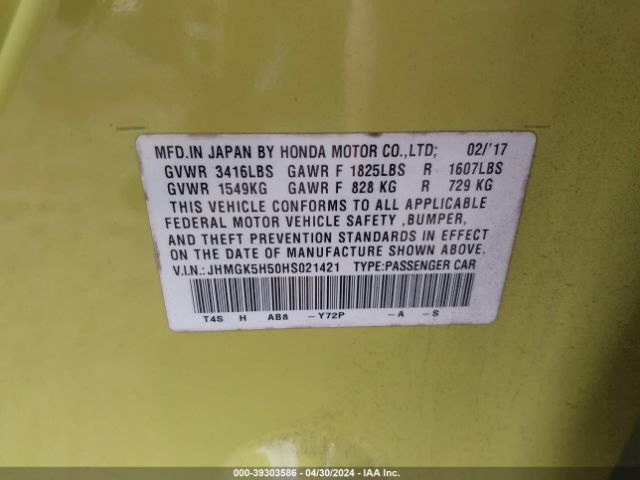 MFD.IN JAPAN BY HONDA MOTOR CO.,LTD; 02/'17
GVWR 3416LBS GAWR F 1825LBS R 1607LBS
GVWR 1549KG GAWR F 828 KG R 729 KG
THIS VEHICLE CONFORMS TO ALL APPLICABLE
FEDERAL MOTOR VEHICLE SAFETY ,BUMPER,
AND THEFT PREVENTION STANDARDS IN EFFECT
ON THE DATE OF MANUFACTURE SHOWN ABOVE.
V.I.N.: JHMGK5H50HS021421 TYPE:PASSENGER CAR
T4S H AB8 -Y72P -A -S
000-39303586 - 04/30/2024 - IAA Inc.